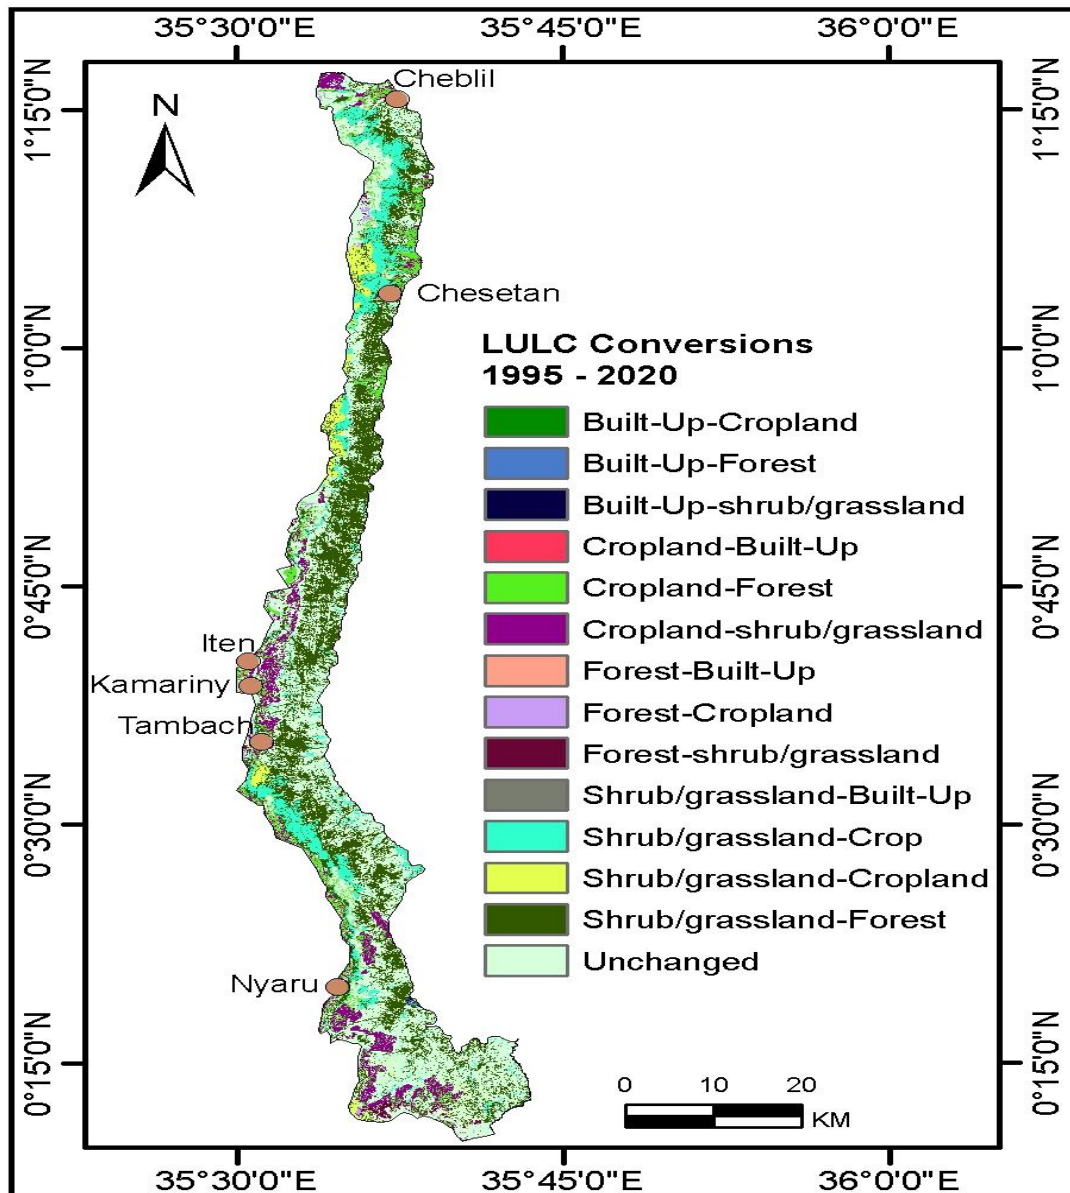 35°30'0"E 35°45'0"E 36°0'0"E
Cheblil
N
1°15'0"N 1°15'0"N
Chesetan
1°0'0"N 1°0'0"N
LULC Conversions
1995 - 2020
Built-Up-Cropland
Built-Up-Forest
Built-Up-shrub/grassland
Cropland-Built-Up
Cropland-Forest
0°45'0"N 0°45'0"N
Cropland-shrub/grassland
Iten
Forest-Built-Up
Kamariny
Forest-Cropland
Tambach
Forest-shrub/grassland
Shrub/grassland-Built-Up
0°30'0"N 0°30'0"N
Shrub/grassland-Crop
Shrub/grassland-Cropland
Shrub/grassland-Forest
Unchanged
Nyaru
0°15'0"N 0°15'0"N
0 10 20
KM
35°30'0"E 35°45'0"E 36°0'0"E